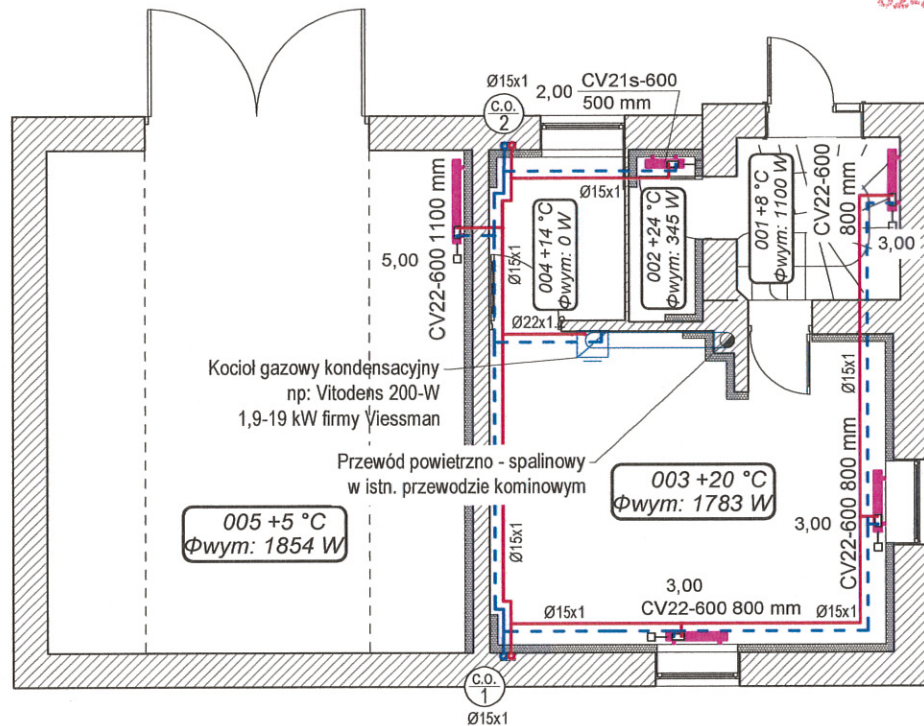 Ø15x1
c.o.
2
2,00
CV21s-600
500 mm
Ø15x1
5,00
CV22-600 1100 mm
Ø15x1
004 +14 °C
Φwym: 0 W
002 +24 °C
Φwym: 345 W
001 +8 °C
Φwym: 1100 W
CV22-600
800 mm
3,00
Ø22x1
Kocioł gazowy kondensacyjny
np: Vitodens 200-W
1,9-19 kW firmy Viessman
Przewód powietrzno - spalinowy
w istn. przewodzie kominowym
Ø15x1
003 +20 °C
Φwym: 1783 W
3,00
CV22-600 800 mm
005 +5 °C
Φwym: 1854 W
Ø15x1
3,00
Ø15x1
CV22-600 800 mm
Ø15x1
c.o.
1
Ø15x1